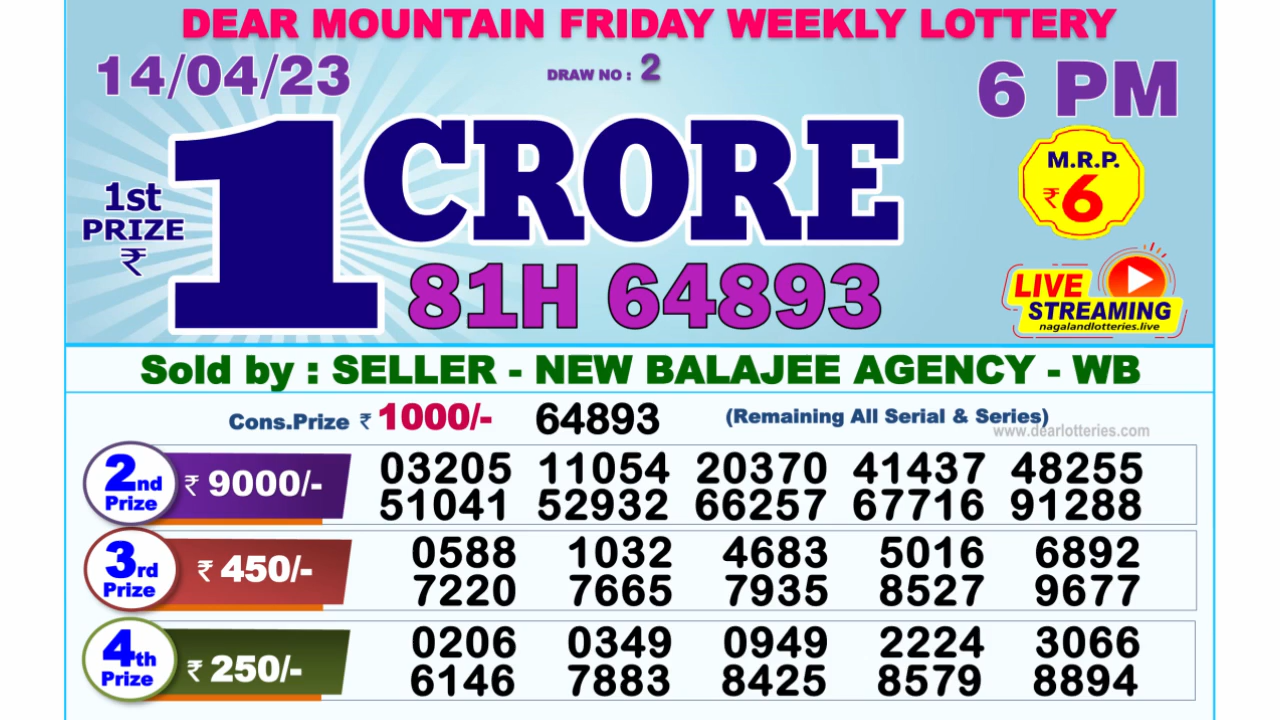 DEAR MOUNTAIN FRIDAY WEEKLY LOTTERY
14/04/23
DRAW NO : 2
6 PM
1st
PRIZE
₹
1 CRORE
81H 64893
M.R.P.
₹ 6
LIVE
STREAMING
nagalandlotteries.live
Sold by : SELLER - NEW BALAJEE AGENCY - WB
Cons.Prize ₹ 1000/- 64893 (Remaining All Serial & Series)
www.dearlotteries.com
2nd
Prize
₹ 9000/-
03205 11054 20370 41437 48255
51041 52932 66257 67716 91288
3rd
Prize
₹ 450/-
0588 1032 4683 5016 6892
7220 7665 7935 8527 9677
4th
Prize
₹ 250/-
0206 0349 0949 2224 3066
6146 7883 8425 8579 8894